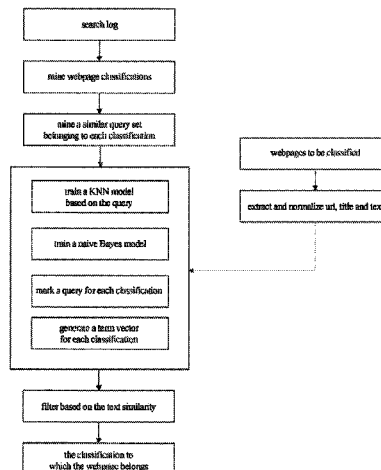 search log
mine webpage classifications
mine a similar query set
belonging to each classification
webpages to be classified
train a KNN model
based on the query
extract and normalize url, title and text
train a naive Bayes model
mark a query for each classification
generate a term vector
for each classification
filter based on the text similarity
the classification to
which the webpage belongs